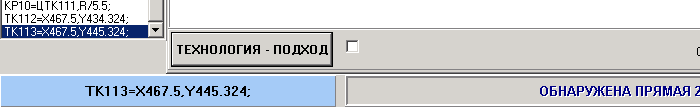 КР10=ЦТК111,R/5.5;
ТК112=X467.5,Y434.324;
ТК113=X467.5,Y445.324;
ТЕХНОЛОГИЯ - ПОДХОД
ТК113=X467.5,Y445.324;
ОБНАРУЖЕНА ПРЯМАЯ 2